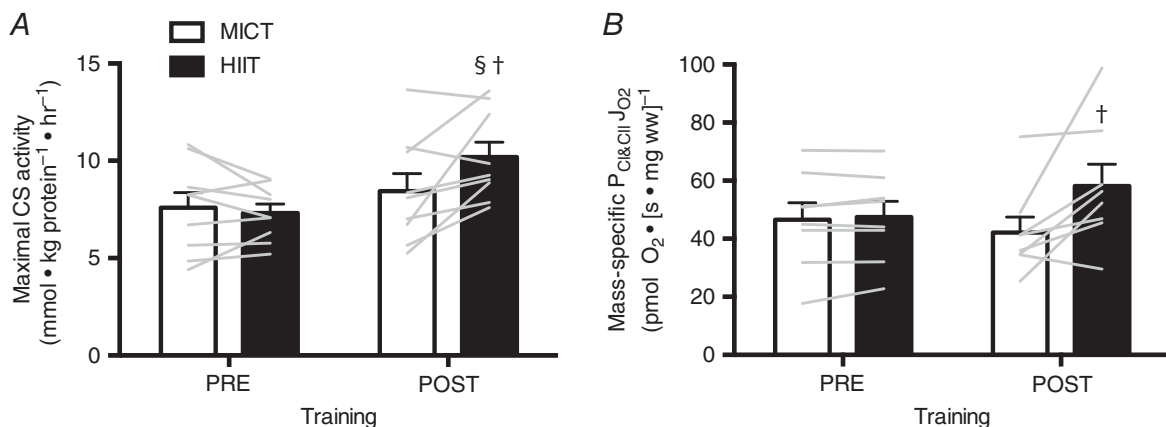 A
MICT
HIIT
Maximal CS activity
(mmol • kg protein⁻¹ • hr⁻¹)
15
10
5
0
§ †
PRE
POST
Training
B
Mass-specific P_CI&CII J_O2
(pmol O₂ • [s • mg ww]⁻¹
100
80
60
40
20
0
†
PRE
POST
Training